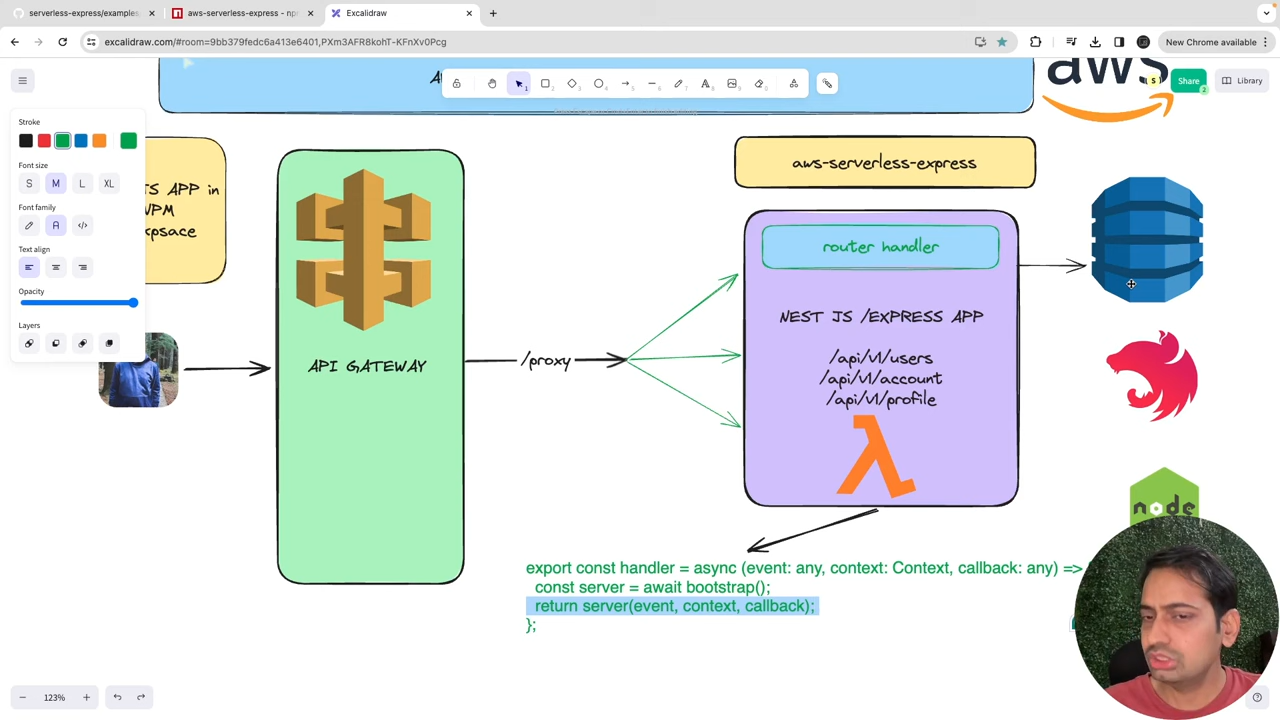 serverless-express/examples
aws-serverless-express - npm
Excalidraw
excalidraw.com/#room=9bb379fedc6a413e6401,PXm3AFR8kohT-KFnXv0Pcg
New Chrome available
aws
S
Share
2
Library
Stroke
Font size
S M L XL
Font family
A
Text align
Opacity
Layers
TS APP in
NPM
aws-serverless-express
router handler
NEST JS /EXPRESS APP
/api/v1/users
/api/v1/account
/api/v1/profile
API GATEWAY
/proxy
node
export const handler = async (event: any, context: Context, callback: any) =>
const server = await bootstrap();
return server(event, context, callback);
};
123%